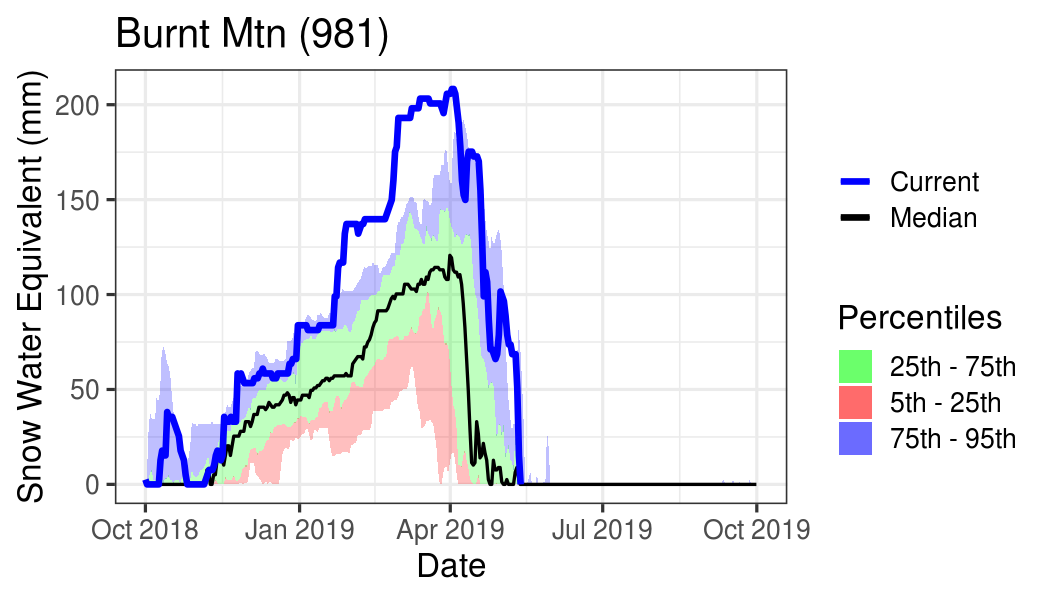 Burnt Mtn (981)
Snow Water Equivalent (mm)
200
150
100
50
0
Oct 2018
Jan 2019
Apr 2019
Jul 2019
Oct 2019
Date
Current
Median
Percentiles
25th - 75th
5th - 25th
75th - 95th